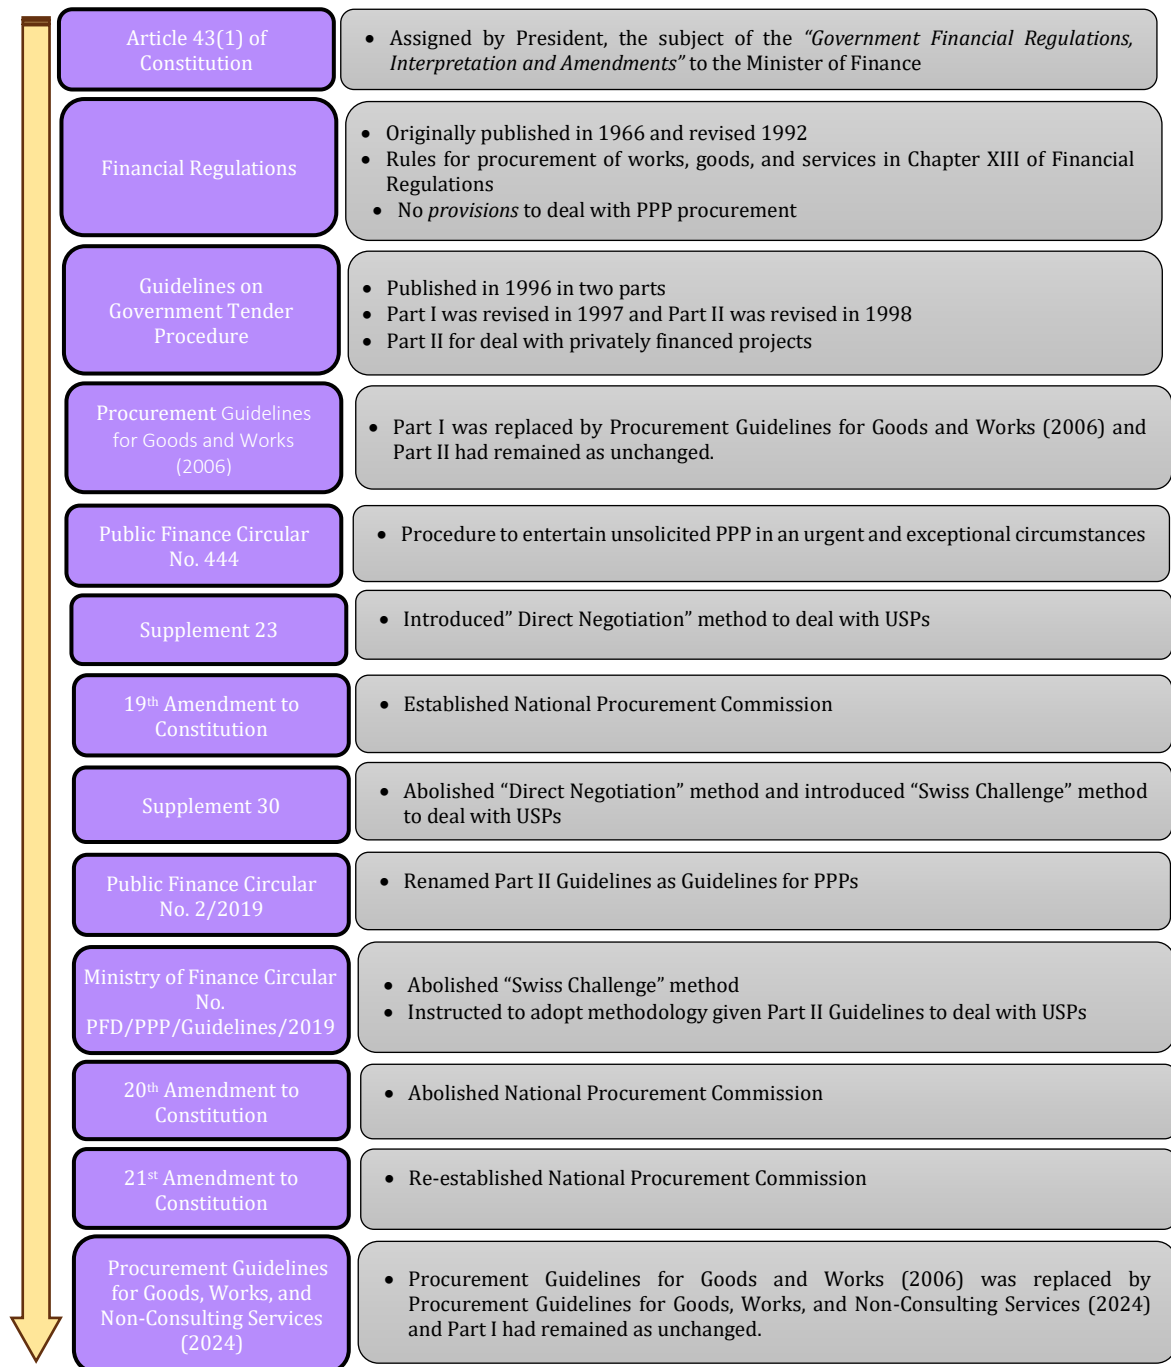 Article 43(1) of
Constitution
• Assigned by President, the subject of the “Government Financial Regulations,
Interpretation and Amendments” to the Minister of Finance
Financial Regulations
• Originally published in 1966 and revised 1992
• Rules for procurement of works, goods, and services in Chapter XIII of Financial
Regulations
• No provisions to deal with PPP procurement
Guidelines on
Government Tender
Procedure
• Published in 1996 in two parts
• Part I was revised in 1997 and Part II was revised in 1998
• Part II for deal with privately financed projects
Procurement Guidelines
for Goods and Works
(2006)
• Part I was replaced by Procurement Guidelines for Goods and Works (2006) and
Part II had remained as unchanged.
Public Finance Circular
No. 444
• Procedure to entertain unsolicited PPP in an urgent and exceptional circumstances
Supplement 23
• Introduced” Direct Negotiation” method to deal with USPs
19th Amendment to
Constitution
• Established National Procurement Commission
Supplement 30
• Abolished “Direct Negotiation” method and introduced “Swiss Challenge” method
to deal with USPs
Public Finance Circular
No. 2/2019
• Renamed Part II Guidelines as Guidelines for PPPs
Ministry of Finance Circular
No.
PFD/PPP/Guidelines/2019
• Abolished “Swiss Challenge” method
• Instructed to adopt methodology given Part II Guidelines to deal with USPs
20th Amendment to
Constitution
• Abolished National Procurement Commission
21st Amendment to
Constitution
• Re-established National Procurement Commission
Procurement Guidelines
for Goods, Works, and
Non-Consulting Services
(2024)
• Procurement Guidelines for Goods and Works (2006) was replaced by
Procurement Guidelines for Goods, Works, and Non-Consulting Services (2024)
and Part I had remained as unchanged.